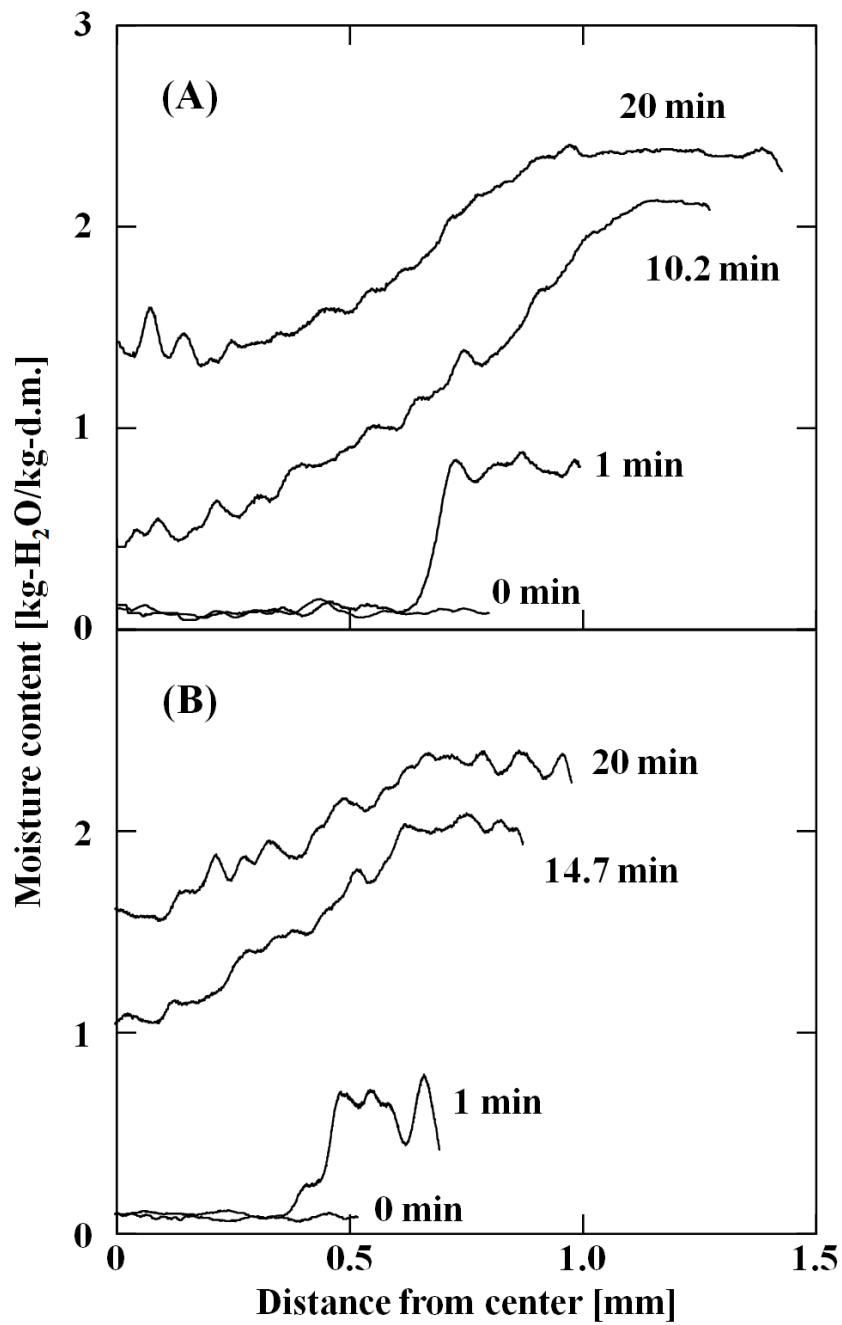 3
(A)
20 min
2
10.2 min
1
1 min
0 min
0
(B)
20 min
2
14.7 min
1
1 min
0 min
0
0
0.5
1.0
1.5
Moisture content [kg-H₂O/kg-d.m.]
Distance from center [mm]